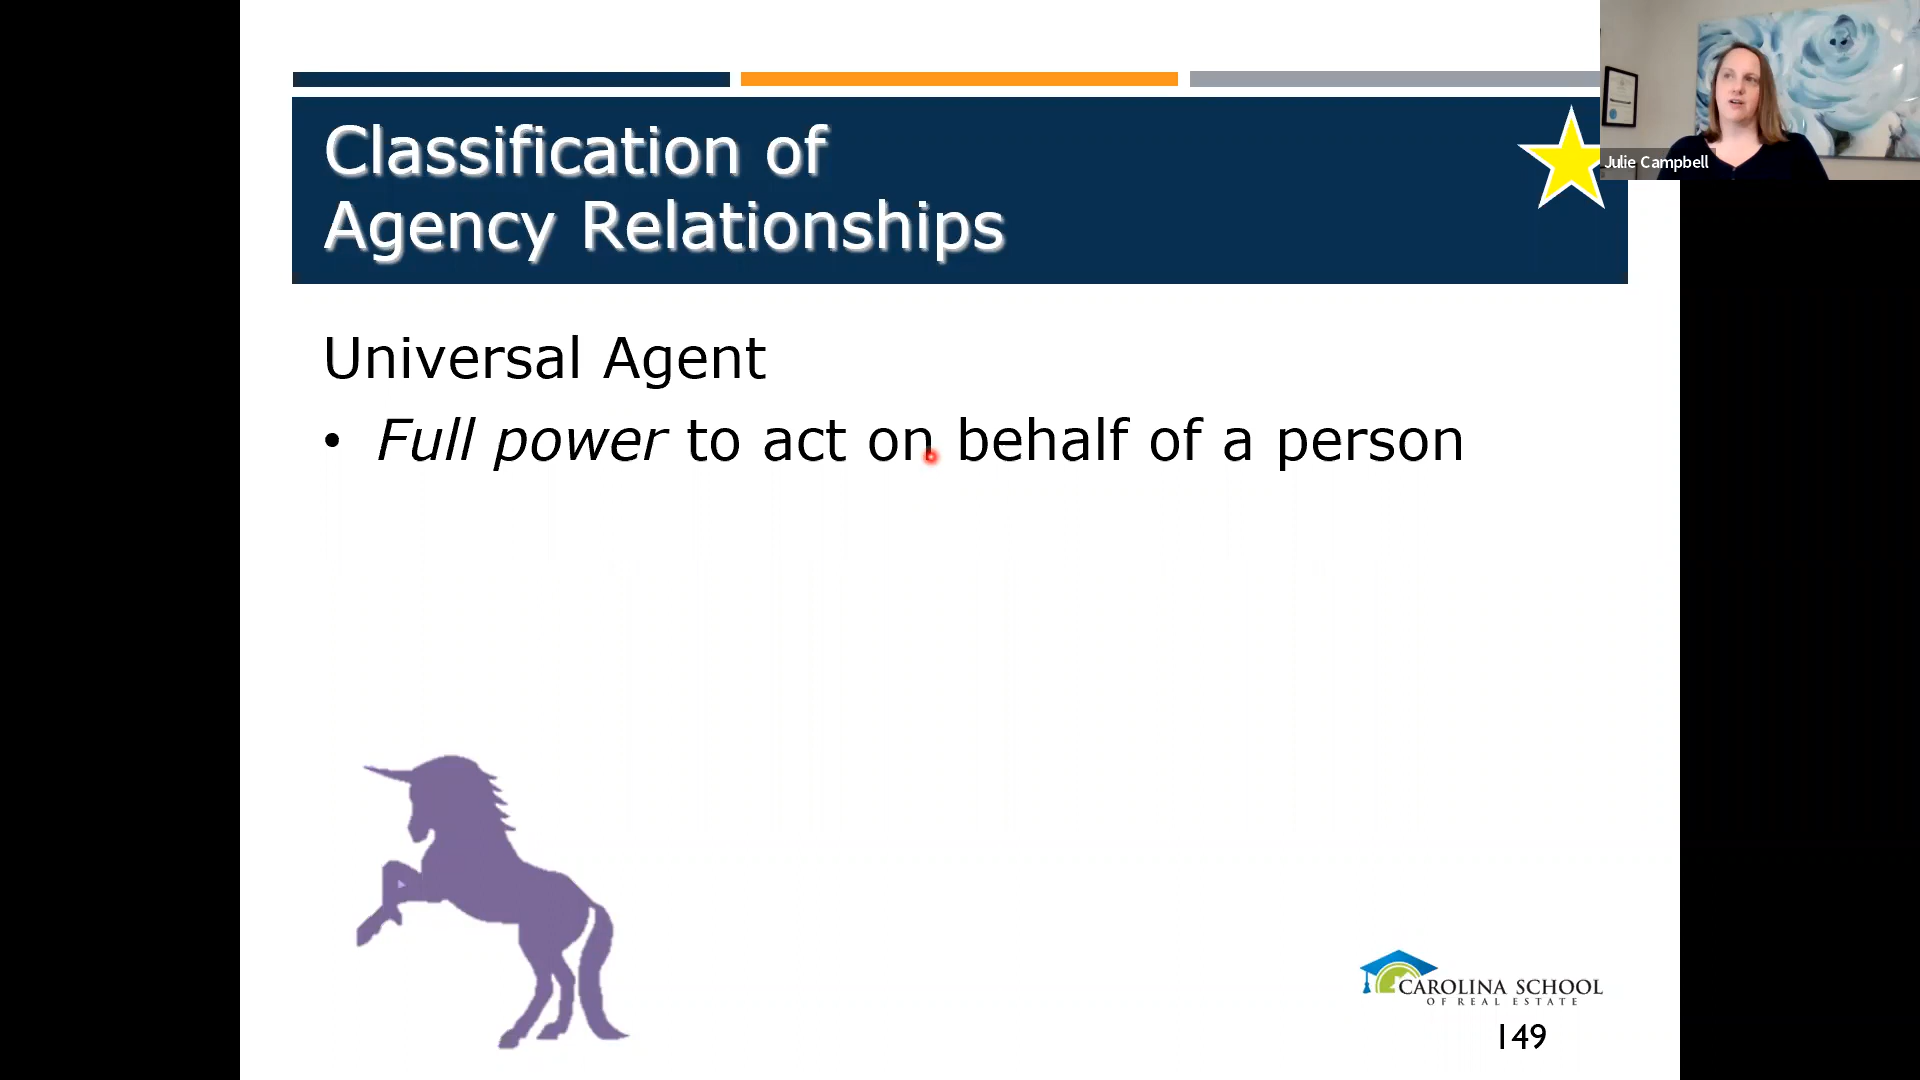 Classification of
Agency Relationships
Julie Campbell
Universal Agent
• Full power to act on behalf of a person
CAROLINA SCHOOL
OF REAL ESTATE
149